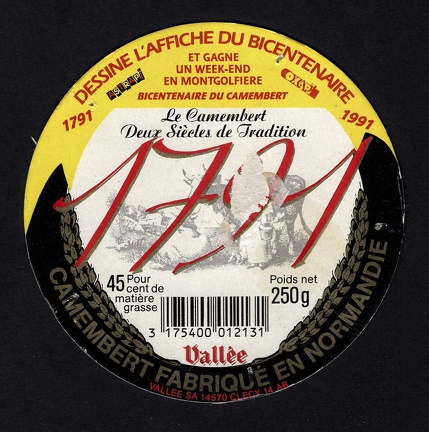 DESSINE L'AFFICHE DU BICENTENAIRE
ET GAGNE
UN WEEK-END
EN MONTGOLFIERE
BICENTENAIRE DU CAMEMBERT
1791
1991
Le Camembert
Deux Siècles de Tradition
1791
45 Pour cent de matière grasse
Poids net
250g
3 175400 012131
Vallée
CAMEMBERT FABRIQUÉ EN NORMANDIE
VALLEE SA 14570 CLECY 14 AB